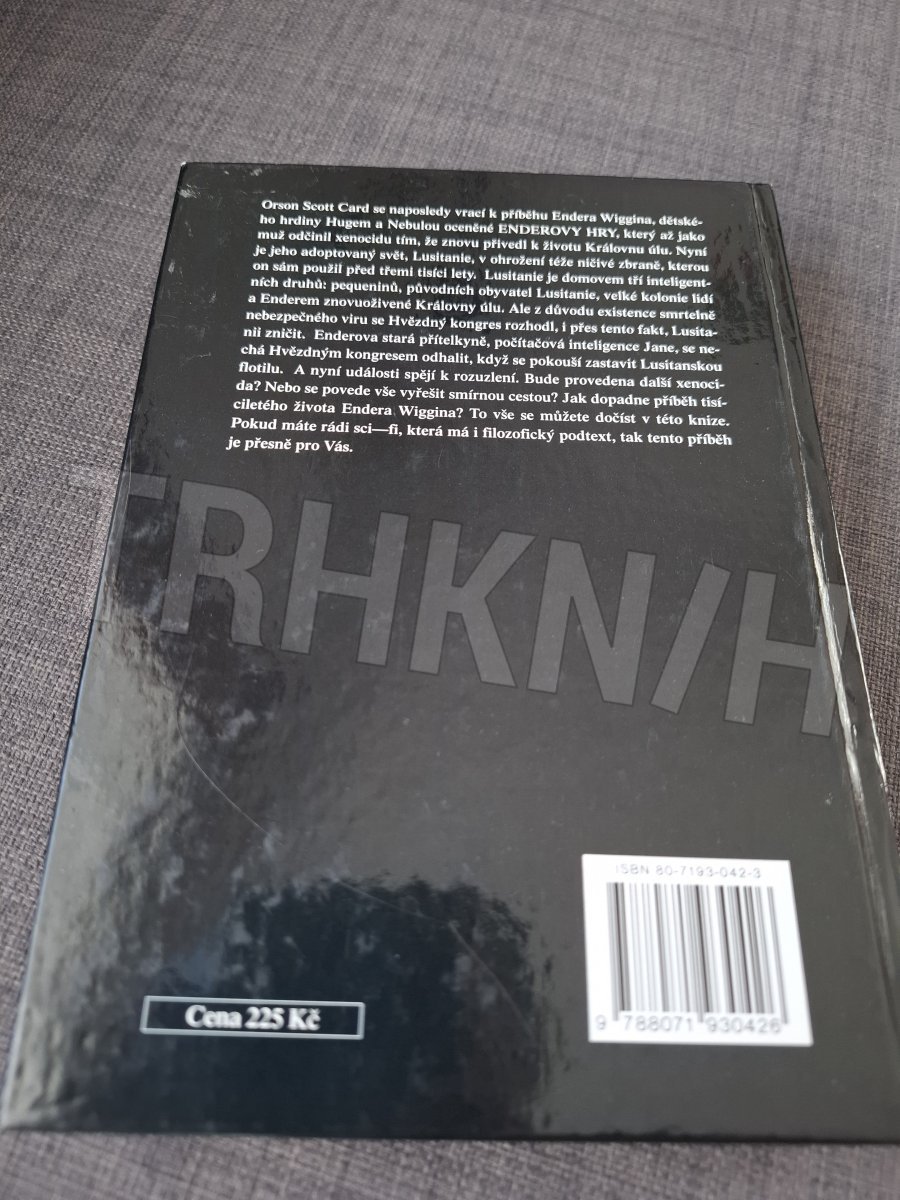 Orson Scott Card se naposledy vrací k příběhu Endera Wiggina, dětské-
ho hrdiny Hugem a Nebulou oceněné ENDEROVY HRY, který až jako
muž odčinil xenocidu tím, že znovu přivedl k životu Královnu úlu. Nyní
je jeho adoptovaný svět, Lusitanie, v ohrožení téže ničivé zbraně, kterou
on sám použil před třemi tisíci lety. Lusitanie je domovem tří inteligent-
ních druhů: pequeninů, původních obyvatel Lusitanie, velké kolonie lidí
a Enderem znovuoživené Královny úlu. Ale z důvodu existence smrtelně
nebezpečného viru se Hvězdný kongres rozhodl, i přes tento fakt, Lusita-
nii zničit. Enderova stará přítelkyně, počítačová inteligence Jane, se ne-
chá Hvězdným kongresem odhalit, když se pokouší zastavit Lusitanskou
flotilu. A nyní události spějí k rozuzlení. Bude provedena další xenoci-
da? Nebo se povede vše vyřešit smírnou cestou? Jak dopadne příběh tisí-
ciletého života Endera Wiggina? To vše se můžete dočíst v této knize.
Pokud máte rádi sci—fi, která má i filozofický podtext, tak tento příběh
je přesně pro Vás.
TRHKN/H
ISBN 80-7193-042-3
9 788071 930426
Cena 225 Kč